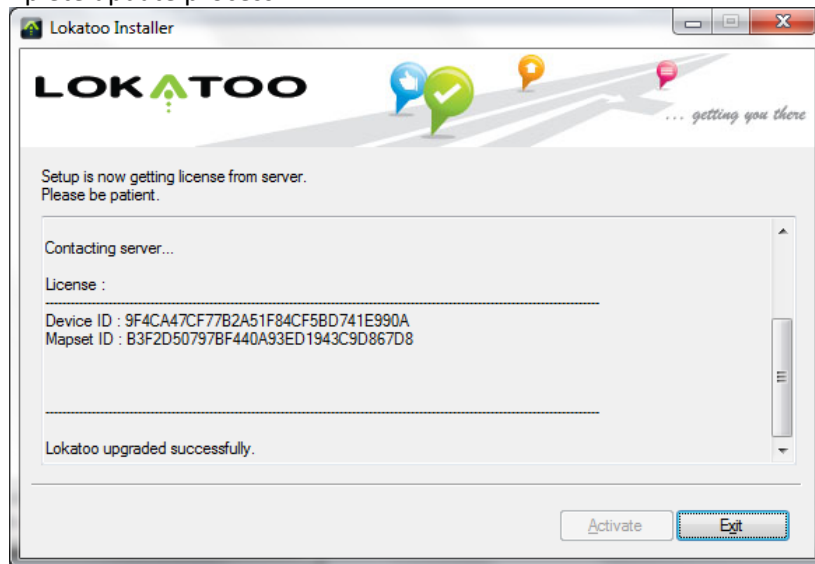 Lokatoo Installer
LOKATOO
... getting you there
Setup is now getting license from server.
Please be patient.
Contacting server...
License :
Device ID : 9F4CA47CF77B2A51F84CF5BD741E990A
Mapset ID : B3F2D50797BF440A93ED1943C9D867D8
Lokatoo upgraded successfully.
Activate
Exit